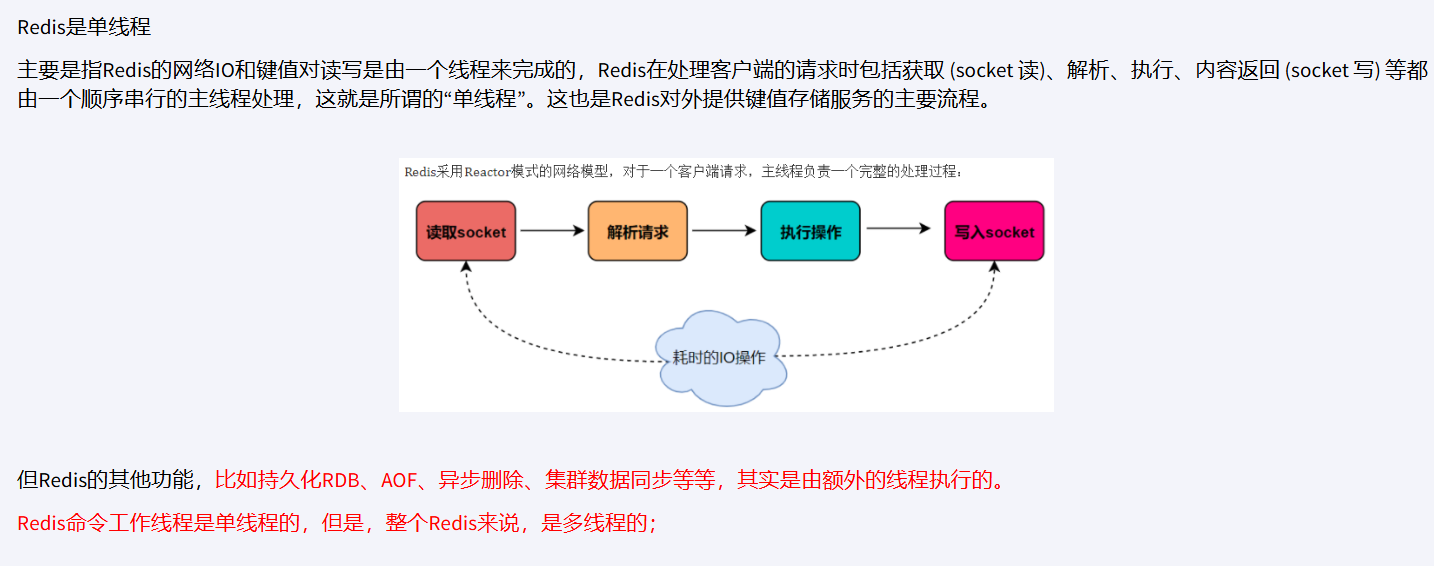 Redis是单线程
主要是指Redis的网络IO和键值对读写是由一个线程来完成的，Redis在处理客户端的请求时包括获取 (socket 读)、解析、执行、内容返回 (socket 写) 等都
由一个顺序串行的主线程处理，这就是所谓的“单线程”。这也是Redis对外提供键值存储服务的主要流程。
Redis采用Reactor模式的网络模型，对于一个客户端请求，主线程负责一个完整的处理过程：
读取socket
解析请求
执行操作
写入socket
耗时的IO操作
但Redis的其他功能，比如持久化RDB、AOF、异步删除、集群数据同步等等，其实是由额外的线程执行的。
Redis命令工作线程是单线程的，但是，整个Redis来说，是多线程的；